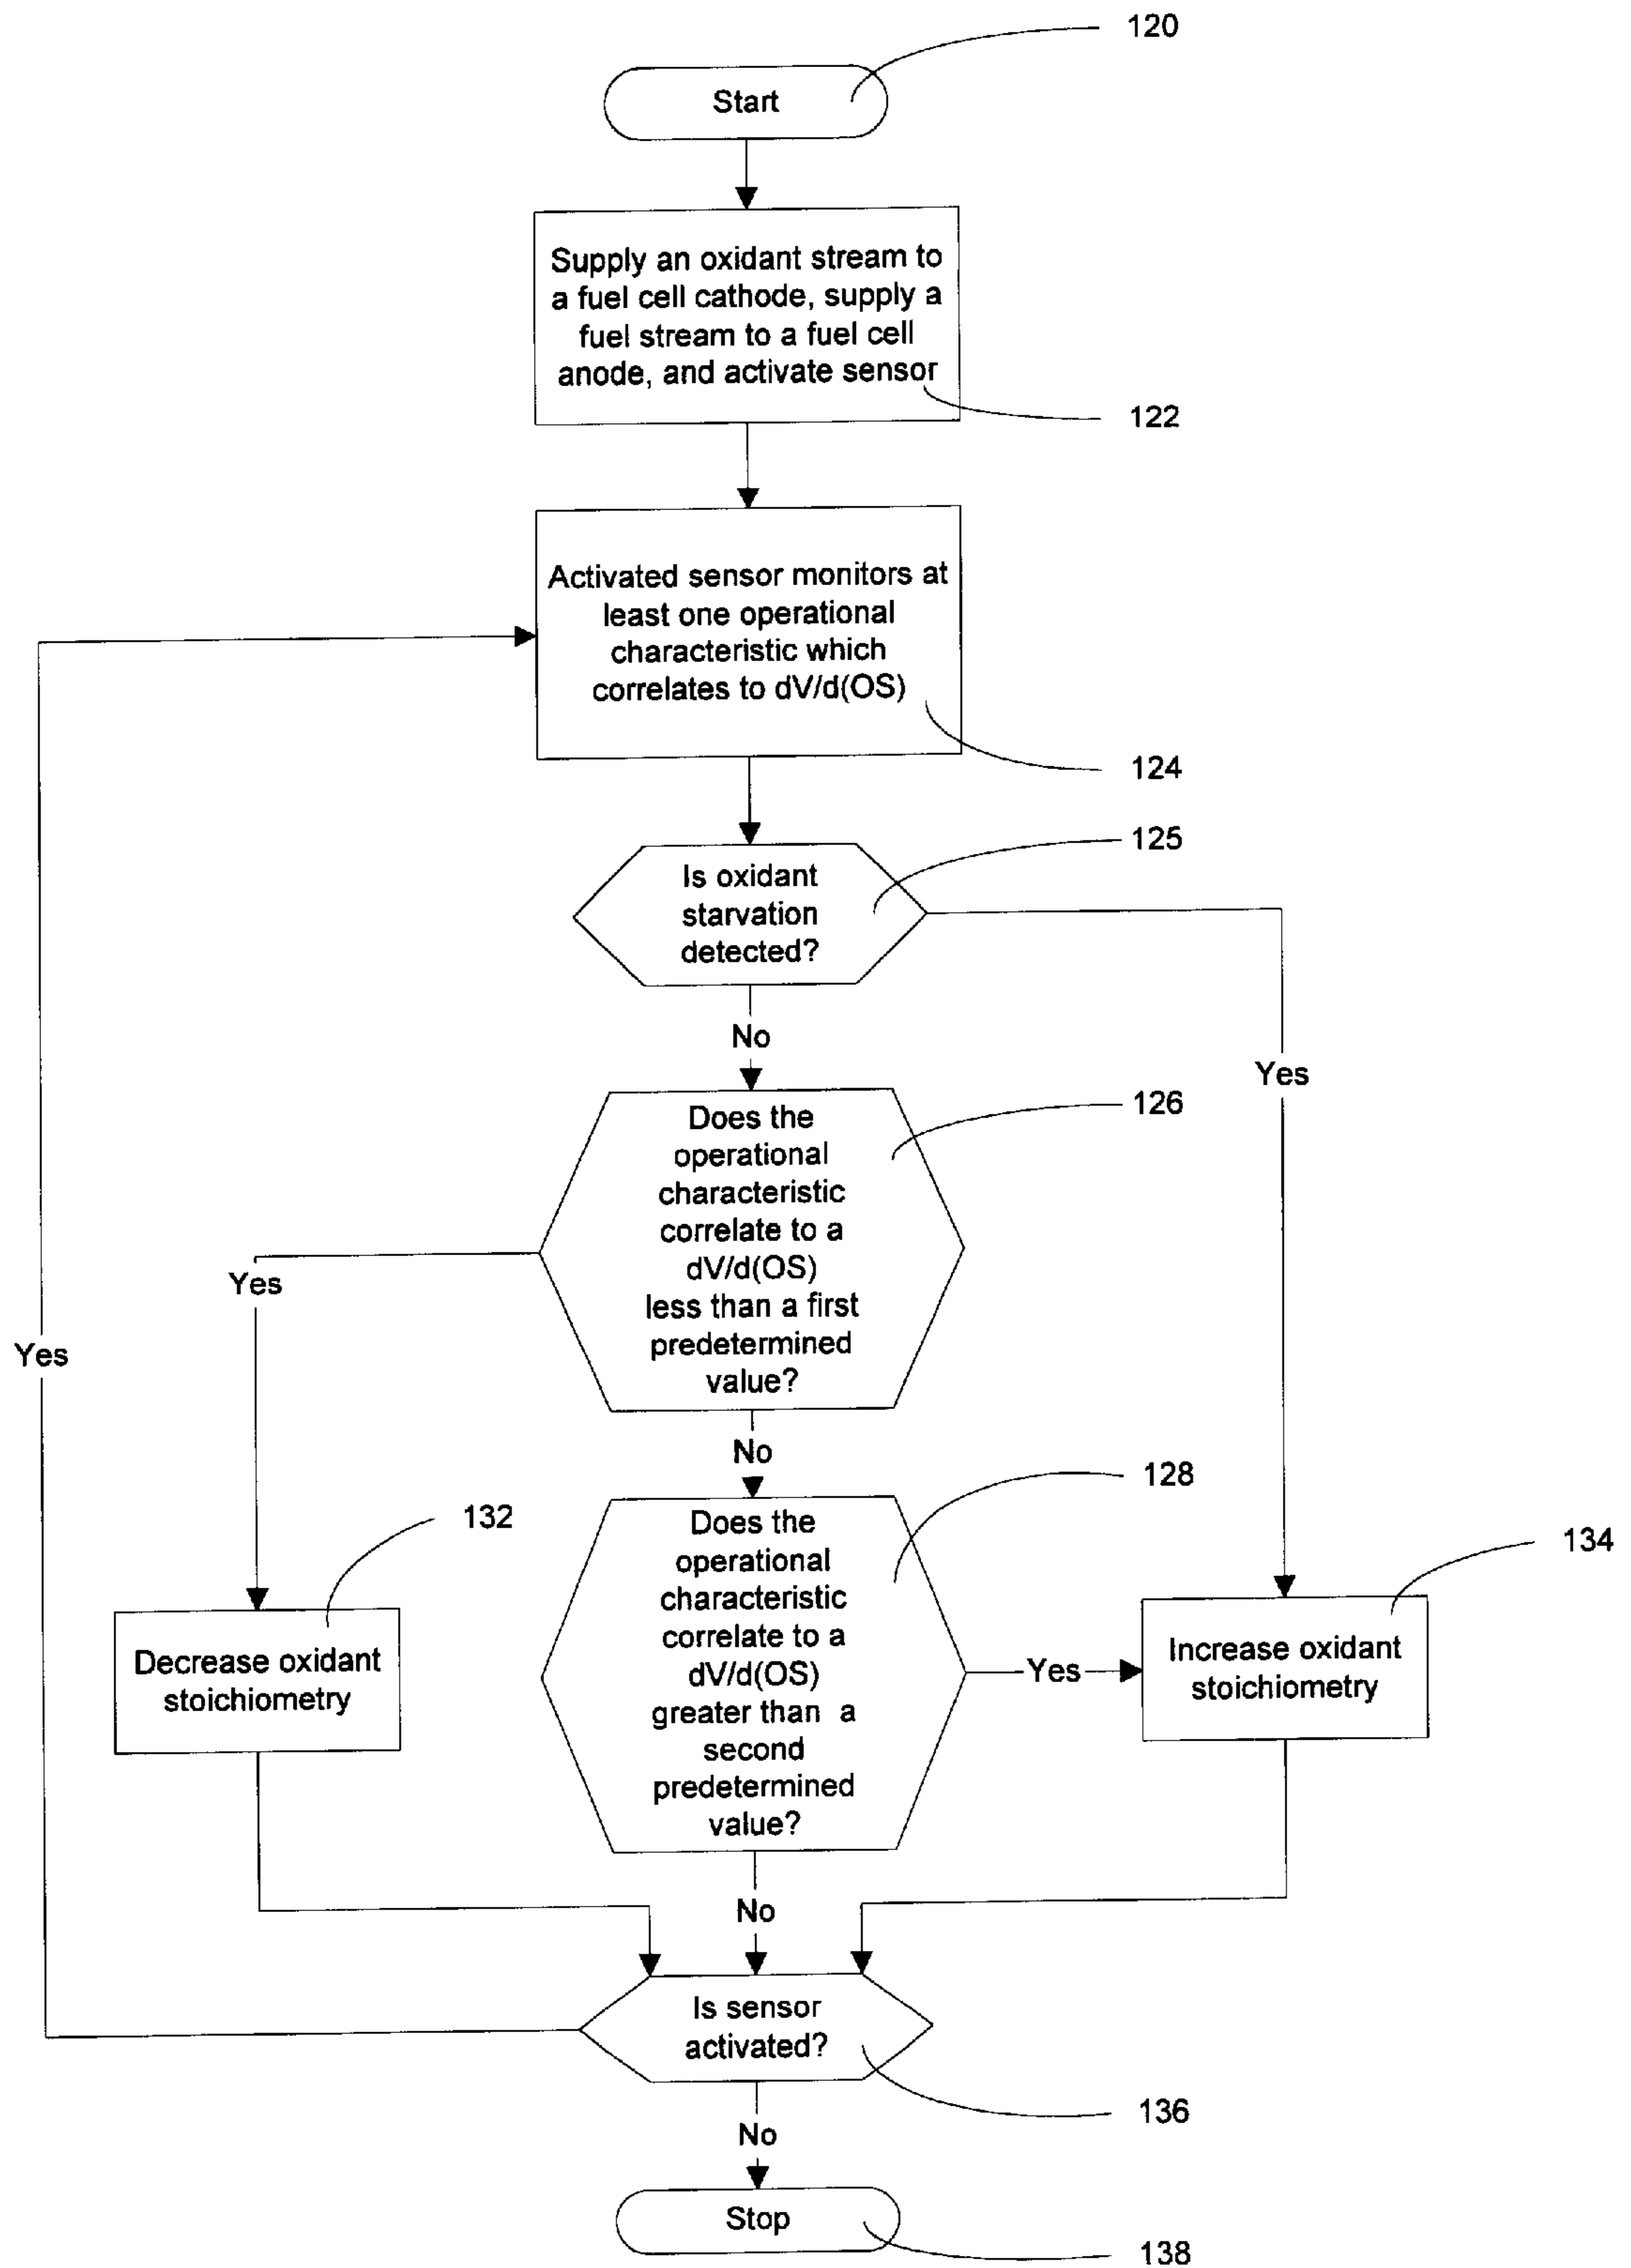 120
Start
Supply an oxidant stream to
a fuel cell cathode, supply a
fuel stream to a fuel cell
anode, and activate sensor
122
Activated sensor monitors at
least one operational
characteristic which
correlates to dV/d(OS)
124
125
Is oxidant
starvation
detected?
No
Yes
126
Does the
operational
characteristic
correlate to a
dV/d(OS)
less than a first
predetermined
value?
Yes
Yes
No
128
132
134
Does the
operational
characteristic
correlate to a
dV/d(OS)
greater than a
second
predetermined
value?
Decrease oxidant
stoichiometry
Yes
Increase oxidant
stoichiometry
No
Is sensor
activated?
136
No
Stop
138